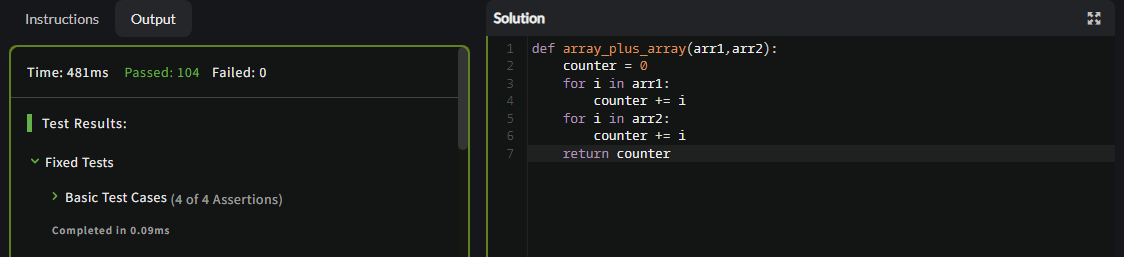 Instructions Output
Time: 481ms Passed: 104 Failed: 0
Test Results:
Fixed Tests
Basic Test Cases (4 of 4 Assertions)
Completed in 0.09ms
Solution
1 def array_plus_array(arr1,arr2):
2     counter = 0
3     for i in arr1:
4         counter += i
5     for i in arr2:
6         counter += i
7     return counter